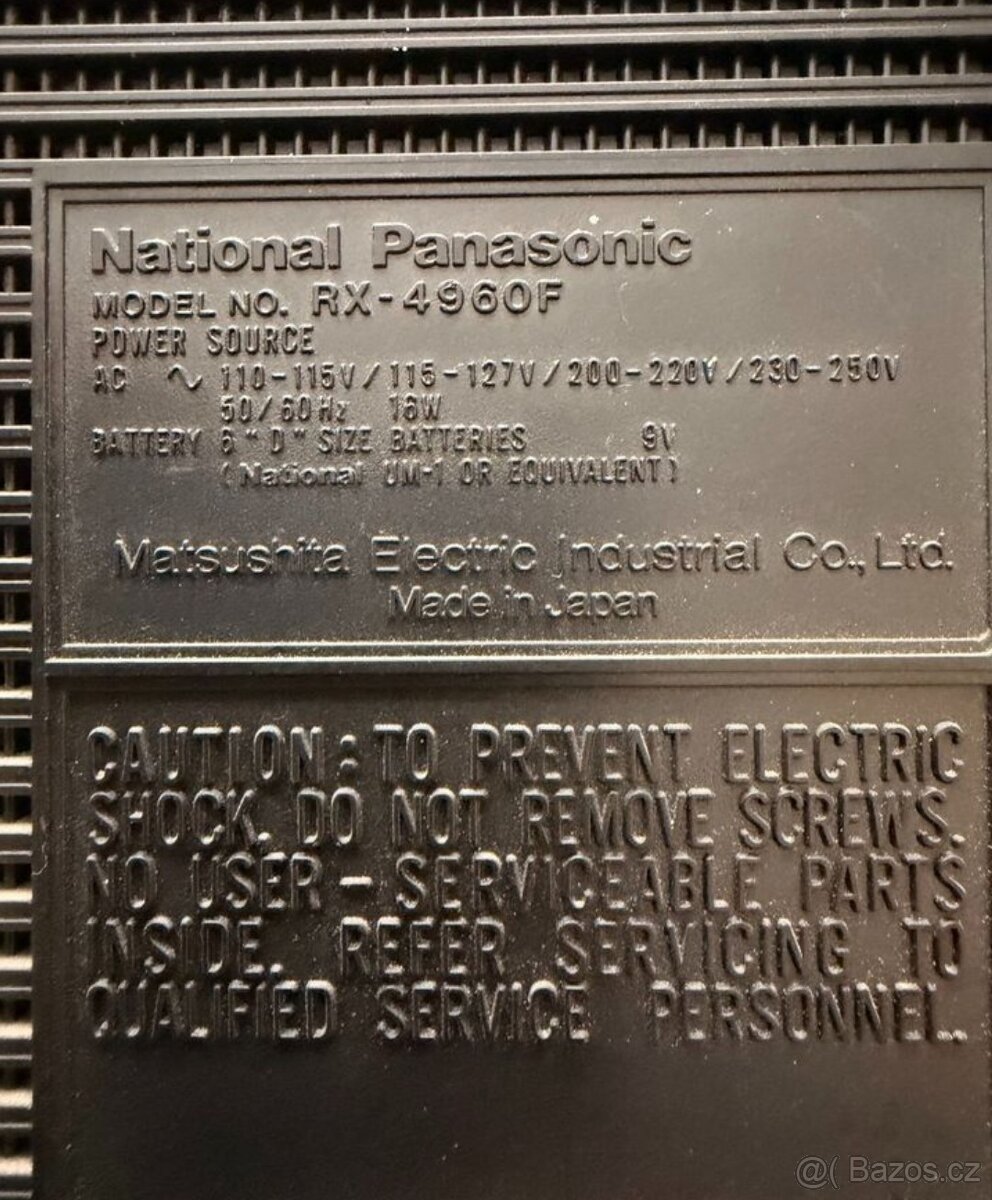 National Panasonic
MODEL NO. RX-4960F
POWER SOURCE
AC ~ 110-115V/115-127V/200-220V/230-250V
50/60Hz 16W
BATTERY 6 "D" SIZE BATTERIES 9V
(National UM-1 OR EQUIVALENT)
Matsushita Electric Industrial Co., Ltd.
Made in Japan
CAUTION: TO PREVENT ELECTRIC
SHOCK, DO NOT REMOVE SCREWS.
NO USER-SERVICEABLE PARTS
INSIDE. REFER SERVICING TO
QUALIFIED SERVICE PERSONNEL.
@( Bazos.cz